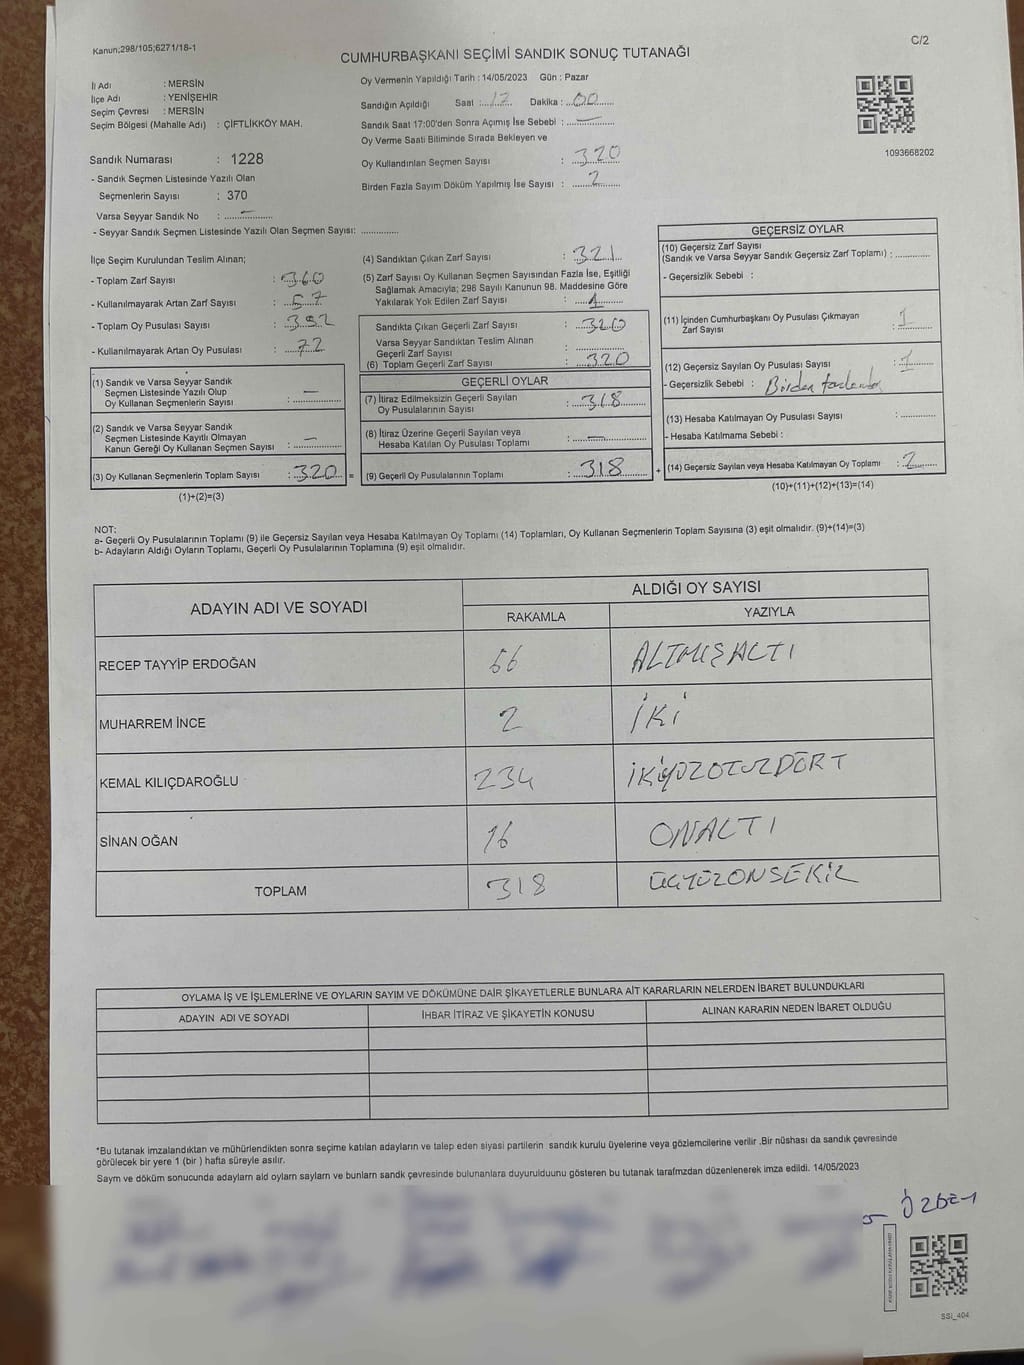 Kanun;298/105;6271/18-1
C/2
CUMHURBAŞKANI SEÇİMİ SANDIK SONUÇ TUTANAĞI
İl Adı : MERSİN
İlçe Adı : YENİŞEHİR
Seçim Çevresi : MERSİN
Seçim Bölgesi (Mahalle Adı) : ÇİFTLİKKÖY MAH.
Sandık Numarası : 1228
- Sandık Seçmen Listesinde Yazılı Olan
Seçmenlerin Sayısı : 370
Varsa Seyyar Sandık No : –
- Seyyar Sandık Seçmen Listesinde Yazılı Olan Seçmen Sayısı: ..............
Oy Vermenin Yapıldığı Tarih : 14/05/2023 Gün : Pazar
Sandığın Açıldığı Saat : 17 Dakika : 00
Sandık Saat 17:00'den Sonra Açımış İse Sebebi : –
Oy Verme Saati Bitiminde Sırada Bekleyen ve
Oy Kullandırılan Seçmen Sayısı : 320
Birden Fazla Sayım Döküm Yapılmış İse Sayısı : 2
1093668202
İlçe Seçim Kurulundan Teslim Alınan;
- Toplam Zarf Sayısı : 360
- Kullanılmayarak Artan Zarf Sayısı : 57
- Toplam Oy Pusulası Sayısı : 392
- Kullanılmayarak Artan Oy Pusulası : 72
(1) Sandık ve Varsa Seyyar Sandık
Seçmen Listesinde Yazılı Olup
Oy Kullanan Seçmenlerin Sayısı : —
(2) Sandık ve Varsa Seyyar Sandık
Seçmen Listesinde Kayıtlı Olmayan
Kanun Gereği Oy Kullanan Seçmen Sayısı : —
(3) Oy Kullanan Seçmenlerin Toplam Sayısı : 320 =
(1)+(2)=(3)
(4) Sandıktan Çıkan Zarf Sayısı : 321
(5) Zarf Sayısı Oy Kullanan Seçmen Sayısından Fazla İse, Eşitliği
Sağlamak Amacıyla; 298 Sayılı Kanunun 98. Maddesine Göre
Yakılarak Yok Edilen Zarf Sayısı : 1
Sandıkta Çıkan Geçerli Zarf Sayısı : 320
Varsa Seyyar Sandıktan Teslim Alınan
Geçerli Zarf Sayısı : ..............
(6) Toplam Geçerli Zarf Sayısı : 320
GEÇERLİ OYLAR
(7) İtiraz Edilmeksizin Geçerli Sayılan
Oy Pusulalarının Sayısı : 318
(8) İtiraz Üzerine Geçerli Sayılan veya
Hesaba Katılan Oy Pusulası Toplamı : —
(9) Geçerli Oy Pusulalarının Toplamı : 318 +
GEÇERSİZ OYLAR
(10) Geçersiz Zarf Sayısı
(Sandık ve Varsa Seyyar Sandık Geçersiz Zarf Toplamı) : ............
- Geçersizlik Sebebi :
(11) İçinden Cumhurbaşkanı Oy Pusulası Çıkmayan
Zarf Sayısı : 1
(12) Geçersiz Sayılan Oy Pusulası Sayısı : 1
- Geçersizlik Sebebi : Birden
(13) Hesaba Katılmayan Oy Pusulası Sayısı : ............
- Hesaba Katılmama Sebebi :
(14) Geçersiz Sayılan veya Hesaba Katılmayan Oy Toplamı : 2
(10)+(11)+(12)+(13)=(14)
NOT:
a- Geçerli Oy Pusulalarının Toplamı (9) ile Geçersiz Sayılan veya Hesaba Katılmayan Oy Toplamı (14) Toplamları, Oy Kullanan Seçmenlerin Toplam Sayısına (3) eşit olmalıdır. (9)+(14)=(3)
b- Adayların Aldığı Oyların Toplamı, Geçerli Oy Pusulalarının Toplamına (9) eşit olmalıdır.
ADAYIN ADI VE SOYADI
ALDIĞI OY SAYISI
RAKAMLA YAZIYLA
RECEP TAYYİP ERDOĞAN 66 ALTMIŞALTI
MUHARREM İNCE 2 İKİ
KEMAL KILIÇDAROĞLU 234 İKİYÜZOTUZDÖRT
SİNAN OĞAN 16 ONALTI
TOPLAM 318 ÜÇYÜZONSEKİZ
OYLAMA İŞ VE İŞLEMLERİNE VE OYLARIN SAYIM VE DÖKÜMÜNE DAİR ŞİKAYETLERLE BUNLARA AİT KARARLARIN NELERDEN İBARET BULUNDUKLARI
ADAYIN ADI VE SOYADI İHBAR İTİRAZ VE ŞİKAYETİN KONUSU ALINAN KARARIN NEDEN İBARET OLDUĞU
*Bu tutanak imzalandıktan ve mühürlendikten sonra seçime katılan adayların ve talep eden siyasi partilerin sandık kurulu üyelerine veya gözlemcilerine verilir .Bir nüshası da sandık çevresinde
görülecek bir yere 1 (bir ) hafta süreyle asılır.
Saym ve döküm sonucunda adaylarn ald oylarn saylarn ve bunlarn sandk çevresinde bulunanlara duyurulduunu gösteren bu tutanak tarafmzdan düzenlenerek imza edildi. 14/05/2023
SSİ_404